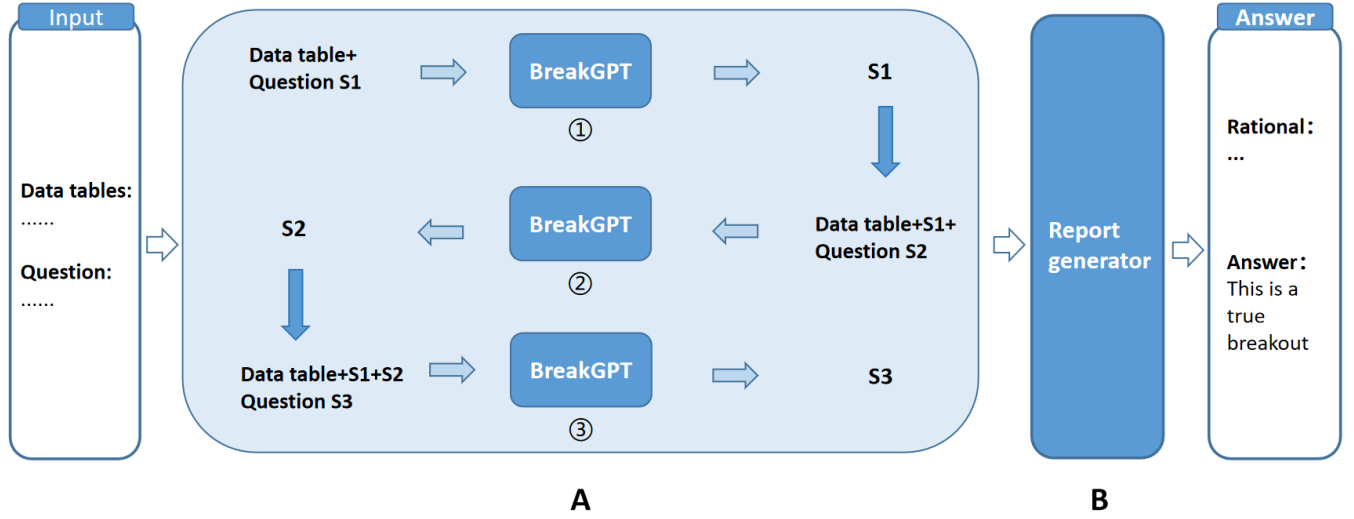 Input
Data tables:
......
Question:
......
Data table+
Question S1
BreakGPT
①
S1
Data table+S1+
Question S2
BreakGPT
②
S2
Data table+S1+S2
Question S3
BreakGPT
③
S3
A
Report
generator
B
Answer
Rational：
...
Answer：
This is a
true
breakout